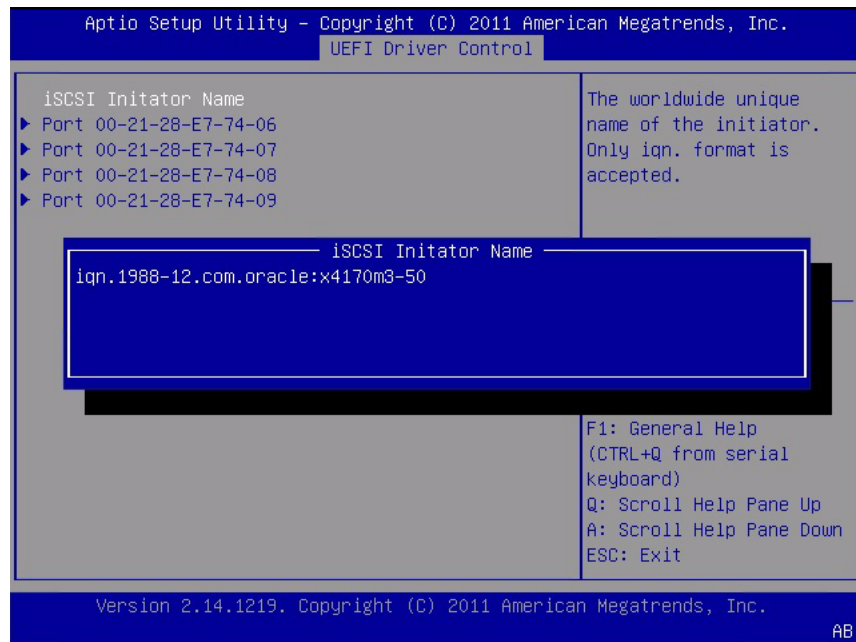 Aptio Setup Utility – Copyright (C) 2011 American Megatrends, Inc.
UEFI Driver Control
iSCSI Initator Name
Port 00-21-28-E7-74-06
Port 00-21-28-E7-74-07
Port 00-21-28-E7-74-08
Port 00-21-28-E7-74-09
The worldwide unique
name of the initiator.
Only iqn. format is
accepted.
iSCSI Initator Name
iqn.1988-12.com.oracle:x4170m3-50
F1: General Help
(CTRL+Q from serial
keyboard)
Q: Scroll Help Pane Up
A: Scroll Help Pane Down
ESC: Exit
Version 2.14.1219. Copyright (C) 2011 American Megatrends, Inc.
AB